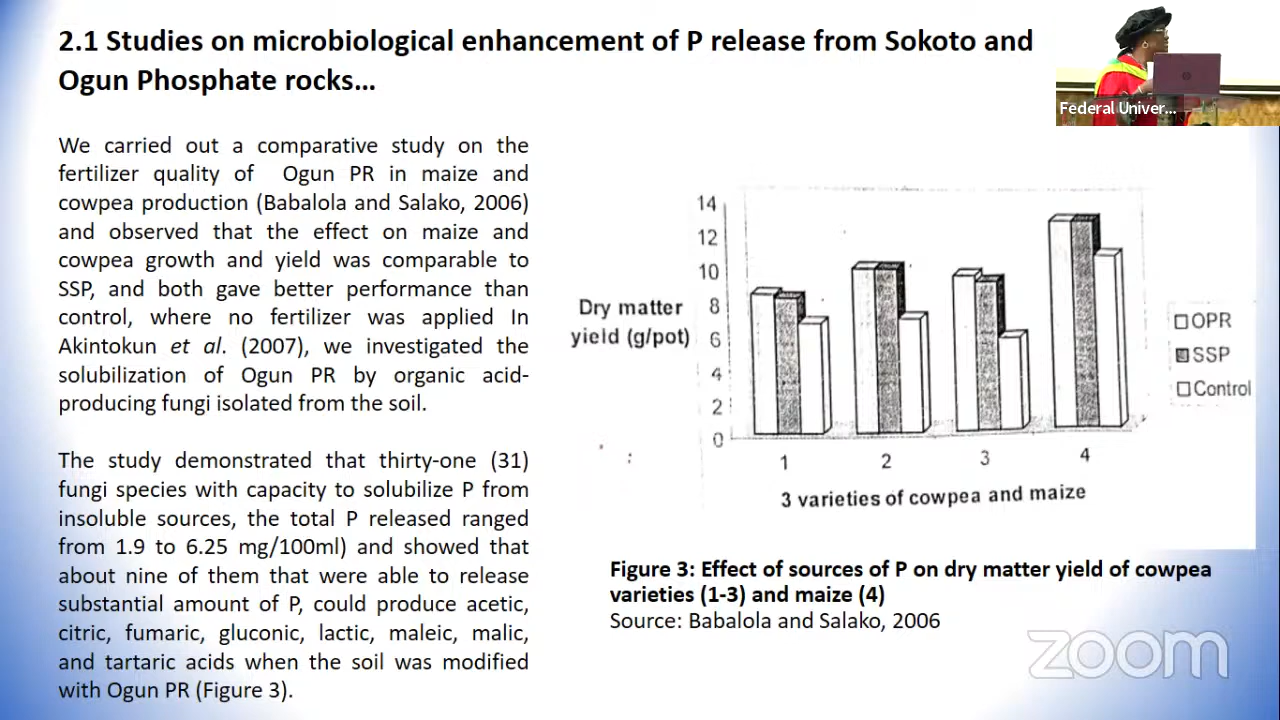 2.1 Studies on microbiological enhancement of P release from Sokoto and
Ogun Phosphate rocks…
Federal Univer...
We carried out a comparative study on the
fertilizer quality of Ogun PR in maize and
cowpea production (Babalola and Salako, 2006)
and observed that the effect on maize and
cowpea growth and yield was comparable to
SSP, and both gave better performance than
control, where no fertilizer was applied In
Akintokun et al. (2007), we investigated the
solubilization of Ogun PR by organic acid-
producing fungi isolated from the soil.
The study demonstrated that thirty-one (31)
fungi species with capacity to solubilize P from
insoluble sources, the total P released ranged
from 1.9 to 6.25 mg/100ml) and showed that
about nine of them that were able to release
substantial amount of P, could produce acetic,
citric, fumaric, gluconic, lactic, maleic, malic,
and tartaric acids when the soil was modified
with Ogun PR (Figure 3).
14
12
10
8
6
4
2
0
Dry matter
yield (g/pot)
1
2
3
4
3 varieties of cowpea and maize
OPR
SSP
Control
Figure 3: Effect of sources of P on dry matter yield of cowpea
varieties (1-3) and maize (4)
Source: Babalola and Salako, 2006
zoom